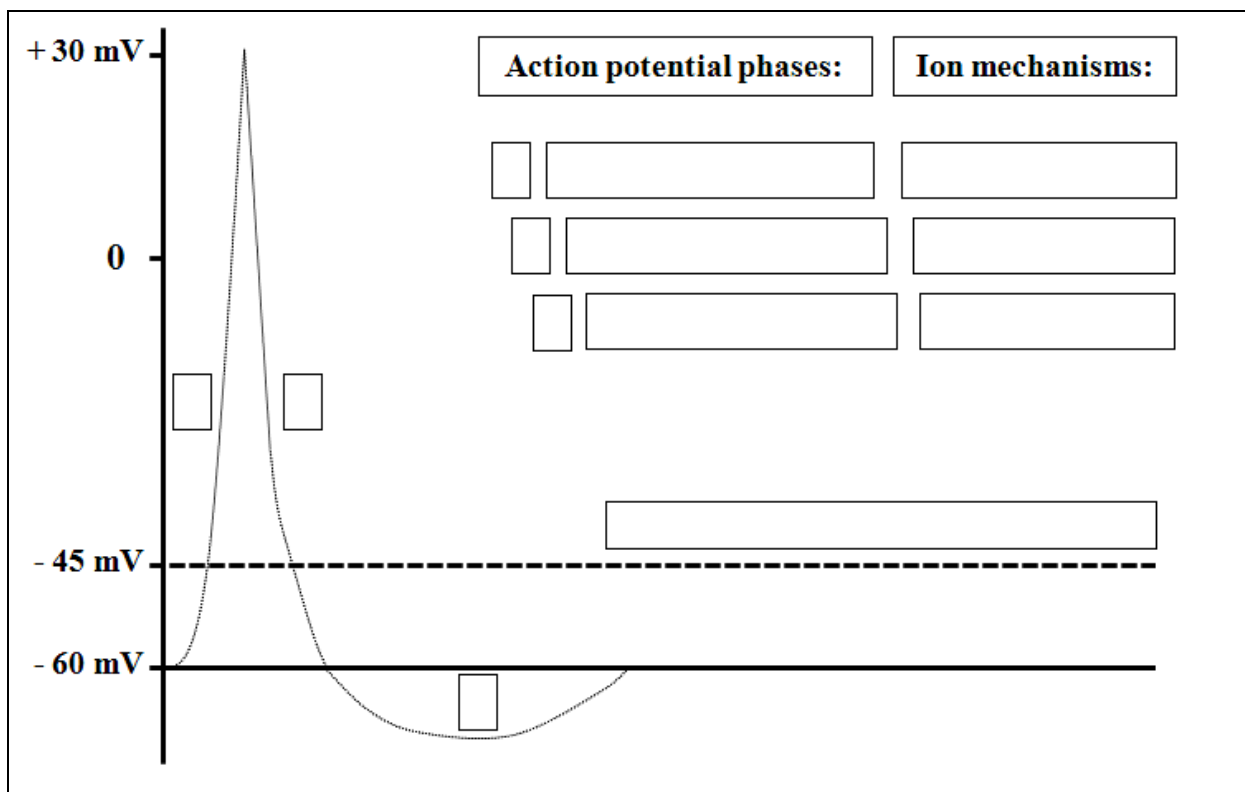 + 30 mV
Action potential phases:
Ion mechanisms:
0
- 45 mV
- 60 mV